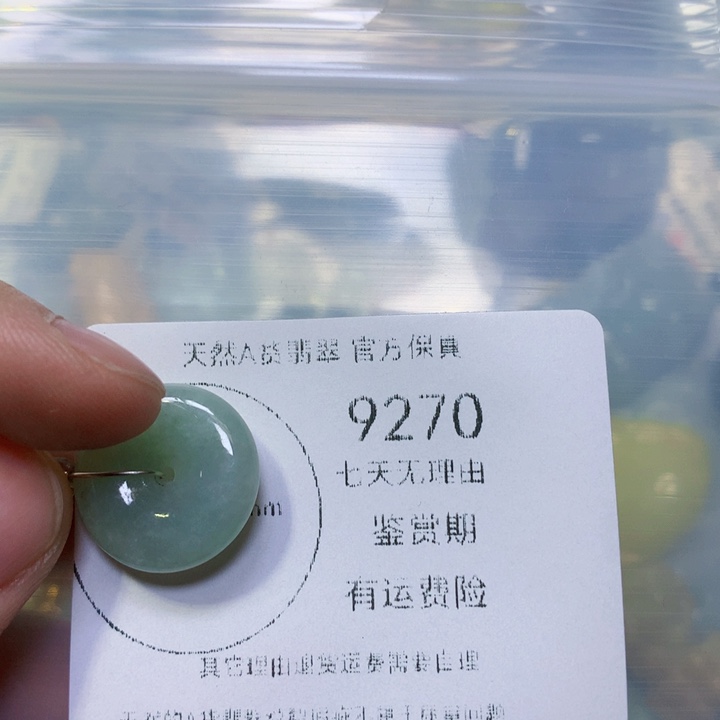 天然A货翡翠 官方保真
9270
七天无理由
mm
鉴赏期
有运费险
其它理由退货运费需要自理